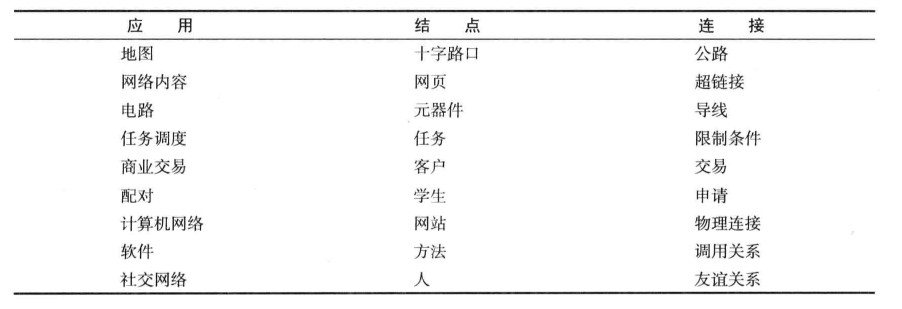 应用 结点 连接
地图 十字路口 公路
网络内容 网页 超链接
电路 元器件 导线
任务调度 任务 限制条件
商业交易 客户 交易
配对 学生 申请
计算机网络 网站 物理连接
软件 方法 调用关系
社交网络 人 友谊关系